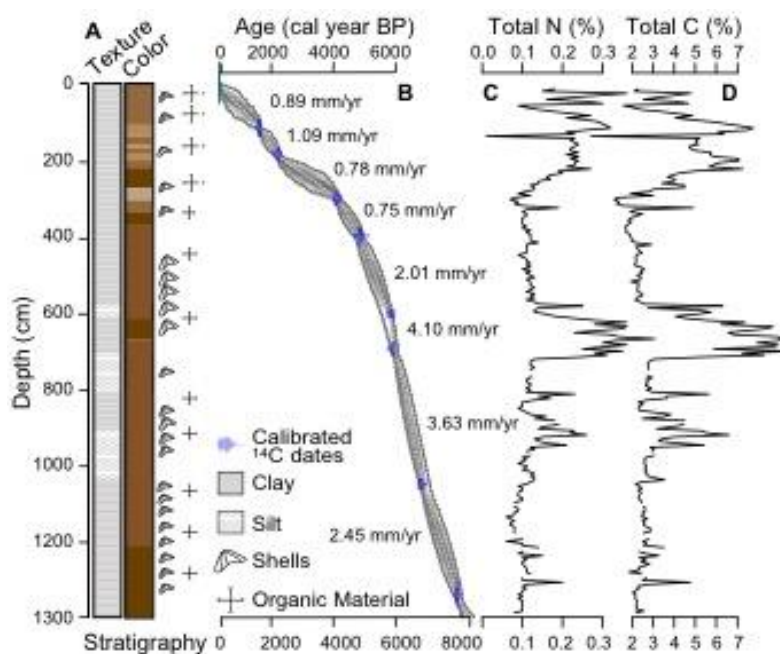 A
Texture
Color
Age (cal year BP)
0 2000 4000 6000
Total N (%)
0.0 0.1 0.2 0.3
Total C (%)
2 3 4 5 6 7
B
C
D
Depth (cm)
0
200
400
600
800
1000
1200
1300
0.89 mm/yr
1.09 mm/yr
0.78 mm/yr
0.75 mm/yr
2.01 mm/yr
4.10 mm/yr
3.63 mm/yr
2.45 mm/yr
Calibrated
14C dates
Clay
Silt
Shells
Organic Material
Stratigraphy
0 2000 4000 6000 8000
0.1 0.2 0.3
2 3 4 5 6 7